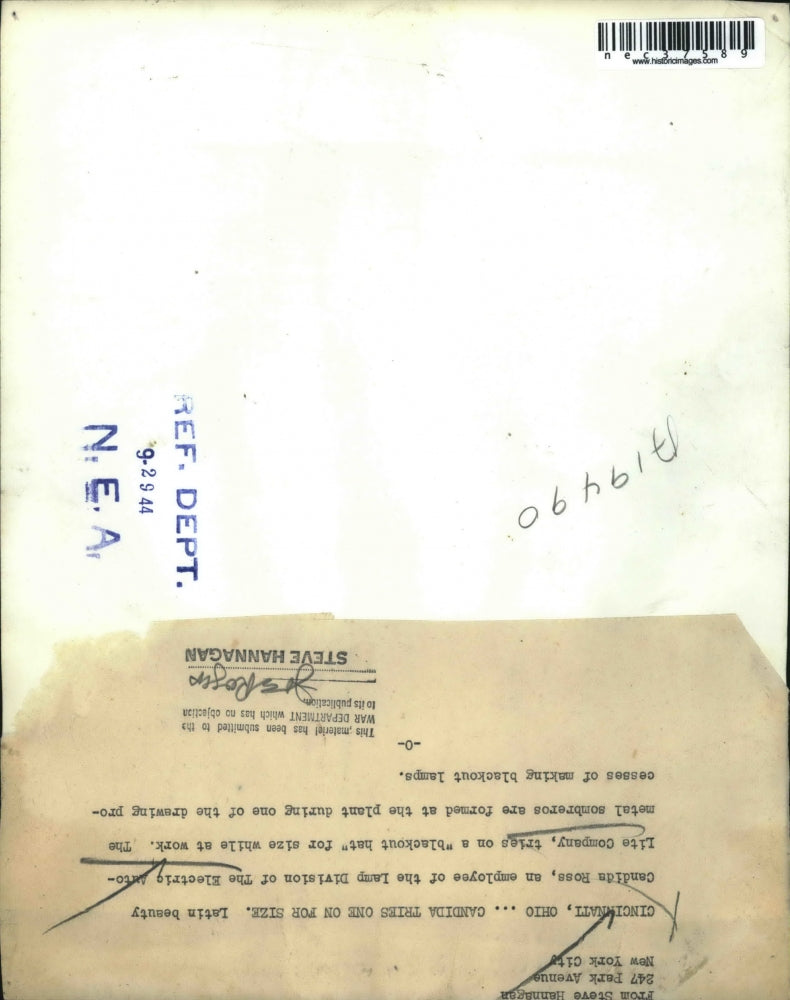 nec37589
www.historicimages.com
REF. DEPT.
9-29 44
N.E.A.
A19490
From Steve Hannagan
247 Park Avenue
New York City
CINCINNATI, OHIO ... CANDIDA TRIES ONE ON FOR SIZE. Latin beauty
Candida Ross, an employee of the Lamp Division of The Electric Auto-
Lite Company, tries on a "blackout hat" for size while at work. The
metal sombreros are formed at the plant during one of the drawing pro-
cesses of making blackout lamps.
-0-
This material has been submitted to the
WAR DEPARTMENT which has no objection
to its publication.
STEVE HANNAGAN